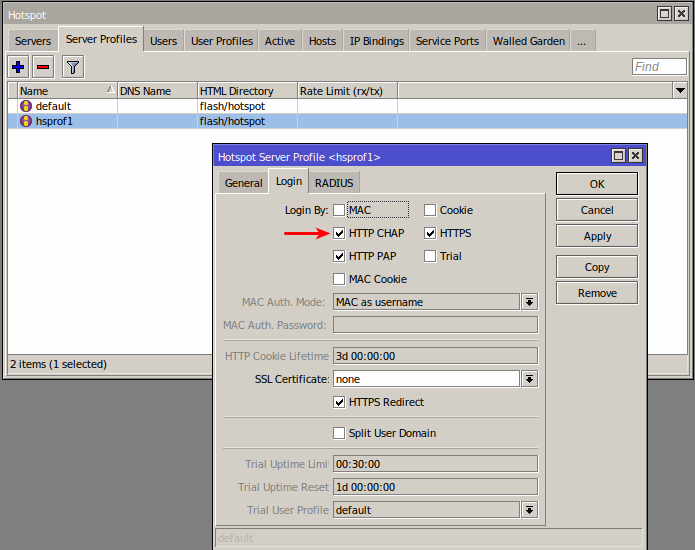 Hotspot
Servers Server Profiles Users User Profiles Active Hosts IP Bindings Service Ports Walled Garden ...
Find
Name DNS Name HTML Directory Rate Limit (rx/tx)
default flash/hotspot
hsprof1 flash/hotspot
2 items (1 selected)
Hotspot Server Profile <hsprof1>
General Login RADIUS
Login By: MAC Cookie
HTTP CHAP HTTPS
HTTP PAP Trial
MAC Cookie
MAC Auth. Mode: MAC as username
MAC Auth. Password:
HTTP Cookie Lifetime 3d 00:00:00
SSL Certificate: none
HTTPS Redirect
Split User Domain
Trial Uptime Limi 00:30:00
Trial Uptime Reset 1d 00:00:00
Trial User Profile default
default
OK
Cancel
Apply
Copy
Remove